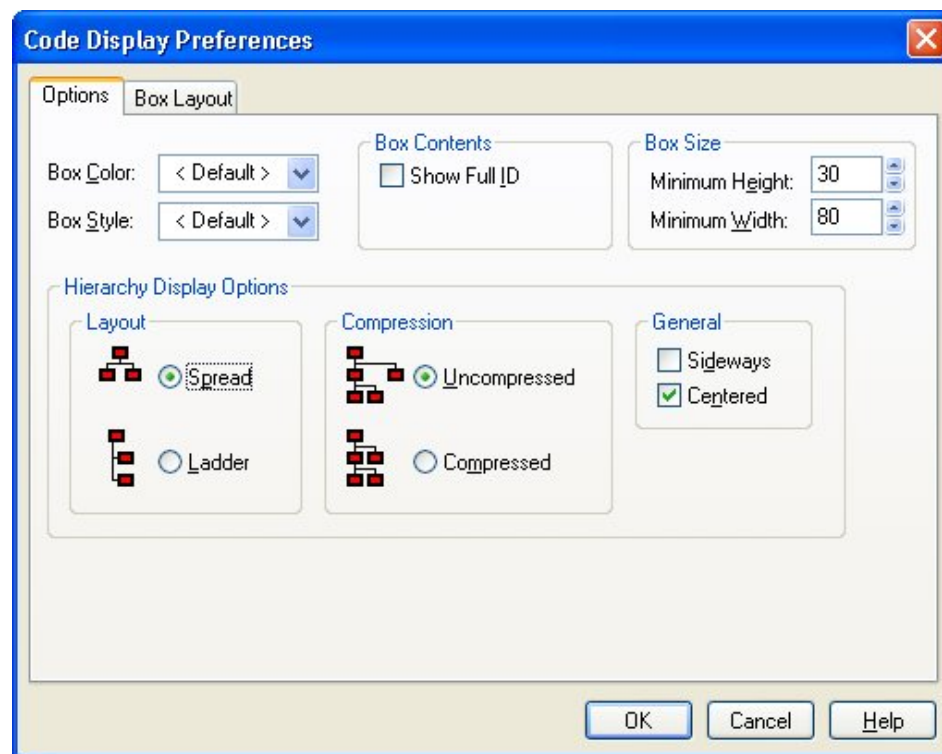 Code Display Preferences
Options
Box Layout
Box Color:
< Default >
Box Style:
< Default >
Box Contents
Show Full ID
Box Size
Minimum Height:
30
Minimum Width:
80
Hierarchy Display Options
Layout
Spread
Ladder
Compression
Uncompressed
Compressed
General
Sideways
Centered
OK
Cancel
Help